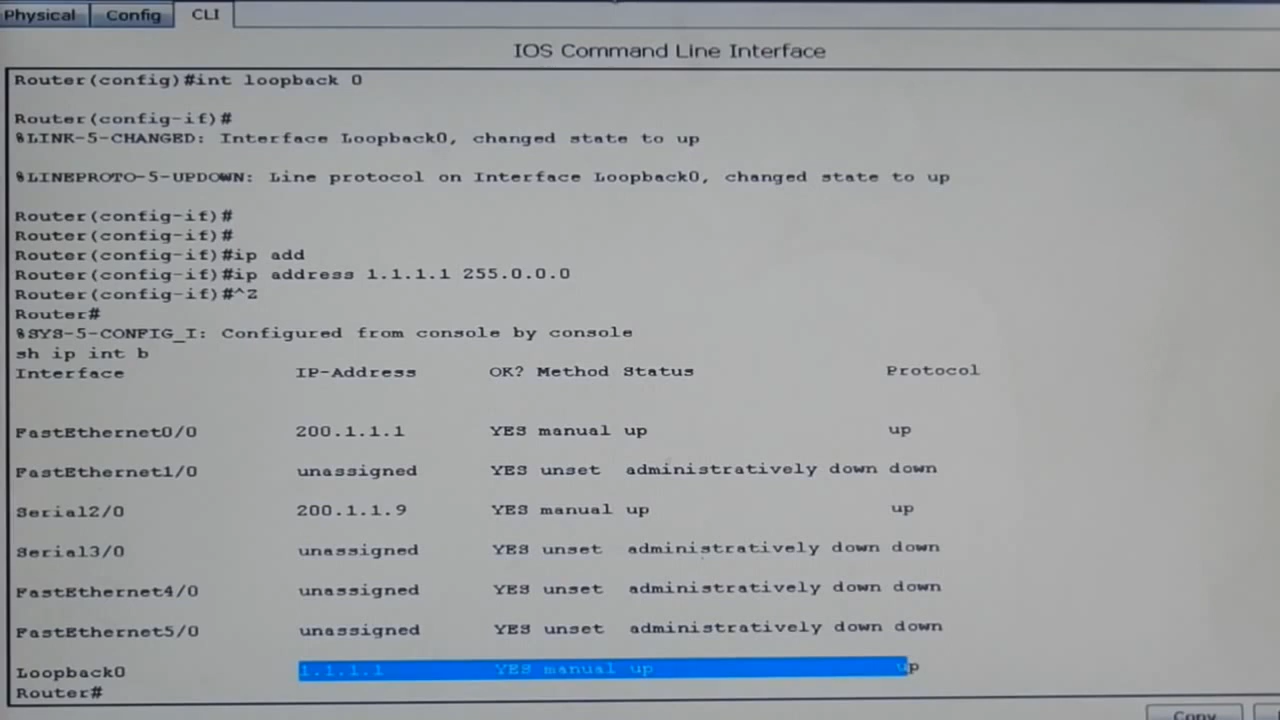 Physical Config CLI
IOS Command Line Interface
Router(config)#int loopback 0
Router(config-if)#
%LINK-5-CHANGED: Interface Loopback0, changed state to up
%LINEPROTO-5-UPDOWN: Line protocol on Interface Loopback0, changed state to up
Router(config-if)#
Router(config-if)#
Router(config-if)#ip add
Router(config-if)#ip address 1.1.1.1 255.0.0.0
Router(config-if)#^Z
Router#
%SYS-5-CONFIG_I: Configured from console by console
sh ip int b
Interface IP-Address OK? Method Status Protocol
FastEthernet0/0 200.1.1.1 YES manual up up
FastEthernet1/0 unassigned YES unset administratively down down
Serial2/0 200.1.1.9 YES manual up up
Serial3/0 unassigned YES unset administratively down down
FastEthernet4/0 unassigned YES unset administratively down down
FastEthernet5/0 unassigned YES unset administratively down down
Loopback0 1.1.1.1 YES manual up up
Router#
Copy